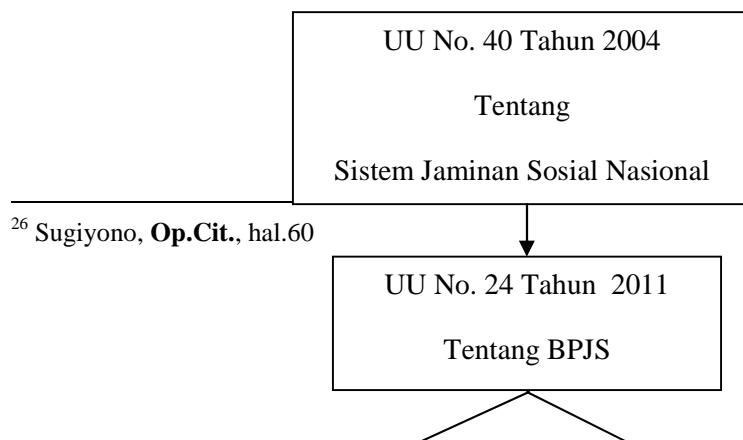 UU No. 40 Tahun 2004
Tentang
Sistem Jaminan Sosial Nasional
26 Sugiyono, Op.Cit., hal.60
UU No. 24 Tahun 2011
Tentang BPJS